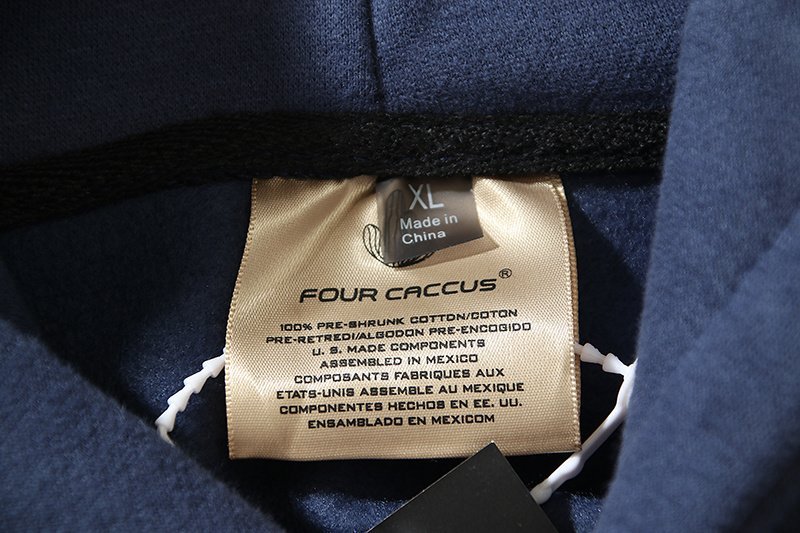 XL
Made in
China
FOUR CACCUS®
100% PRE-SHRUNK COTTDN/COTON
PRE-RETREDI/ALGODON PRE-ENCOGIDO
U. S. MADE COMPONENTS
ASSEMBLED IN MEXICO
COMPOSANTS FABRIQUES AUX
ETATS-UNIS ASSEMBLE AU MEXIQUE
COMPONENTES HECHOS EN EE. UU.
ENSAMBLADO EN MEXICOM